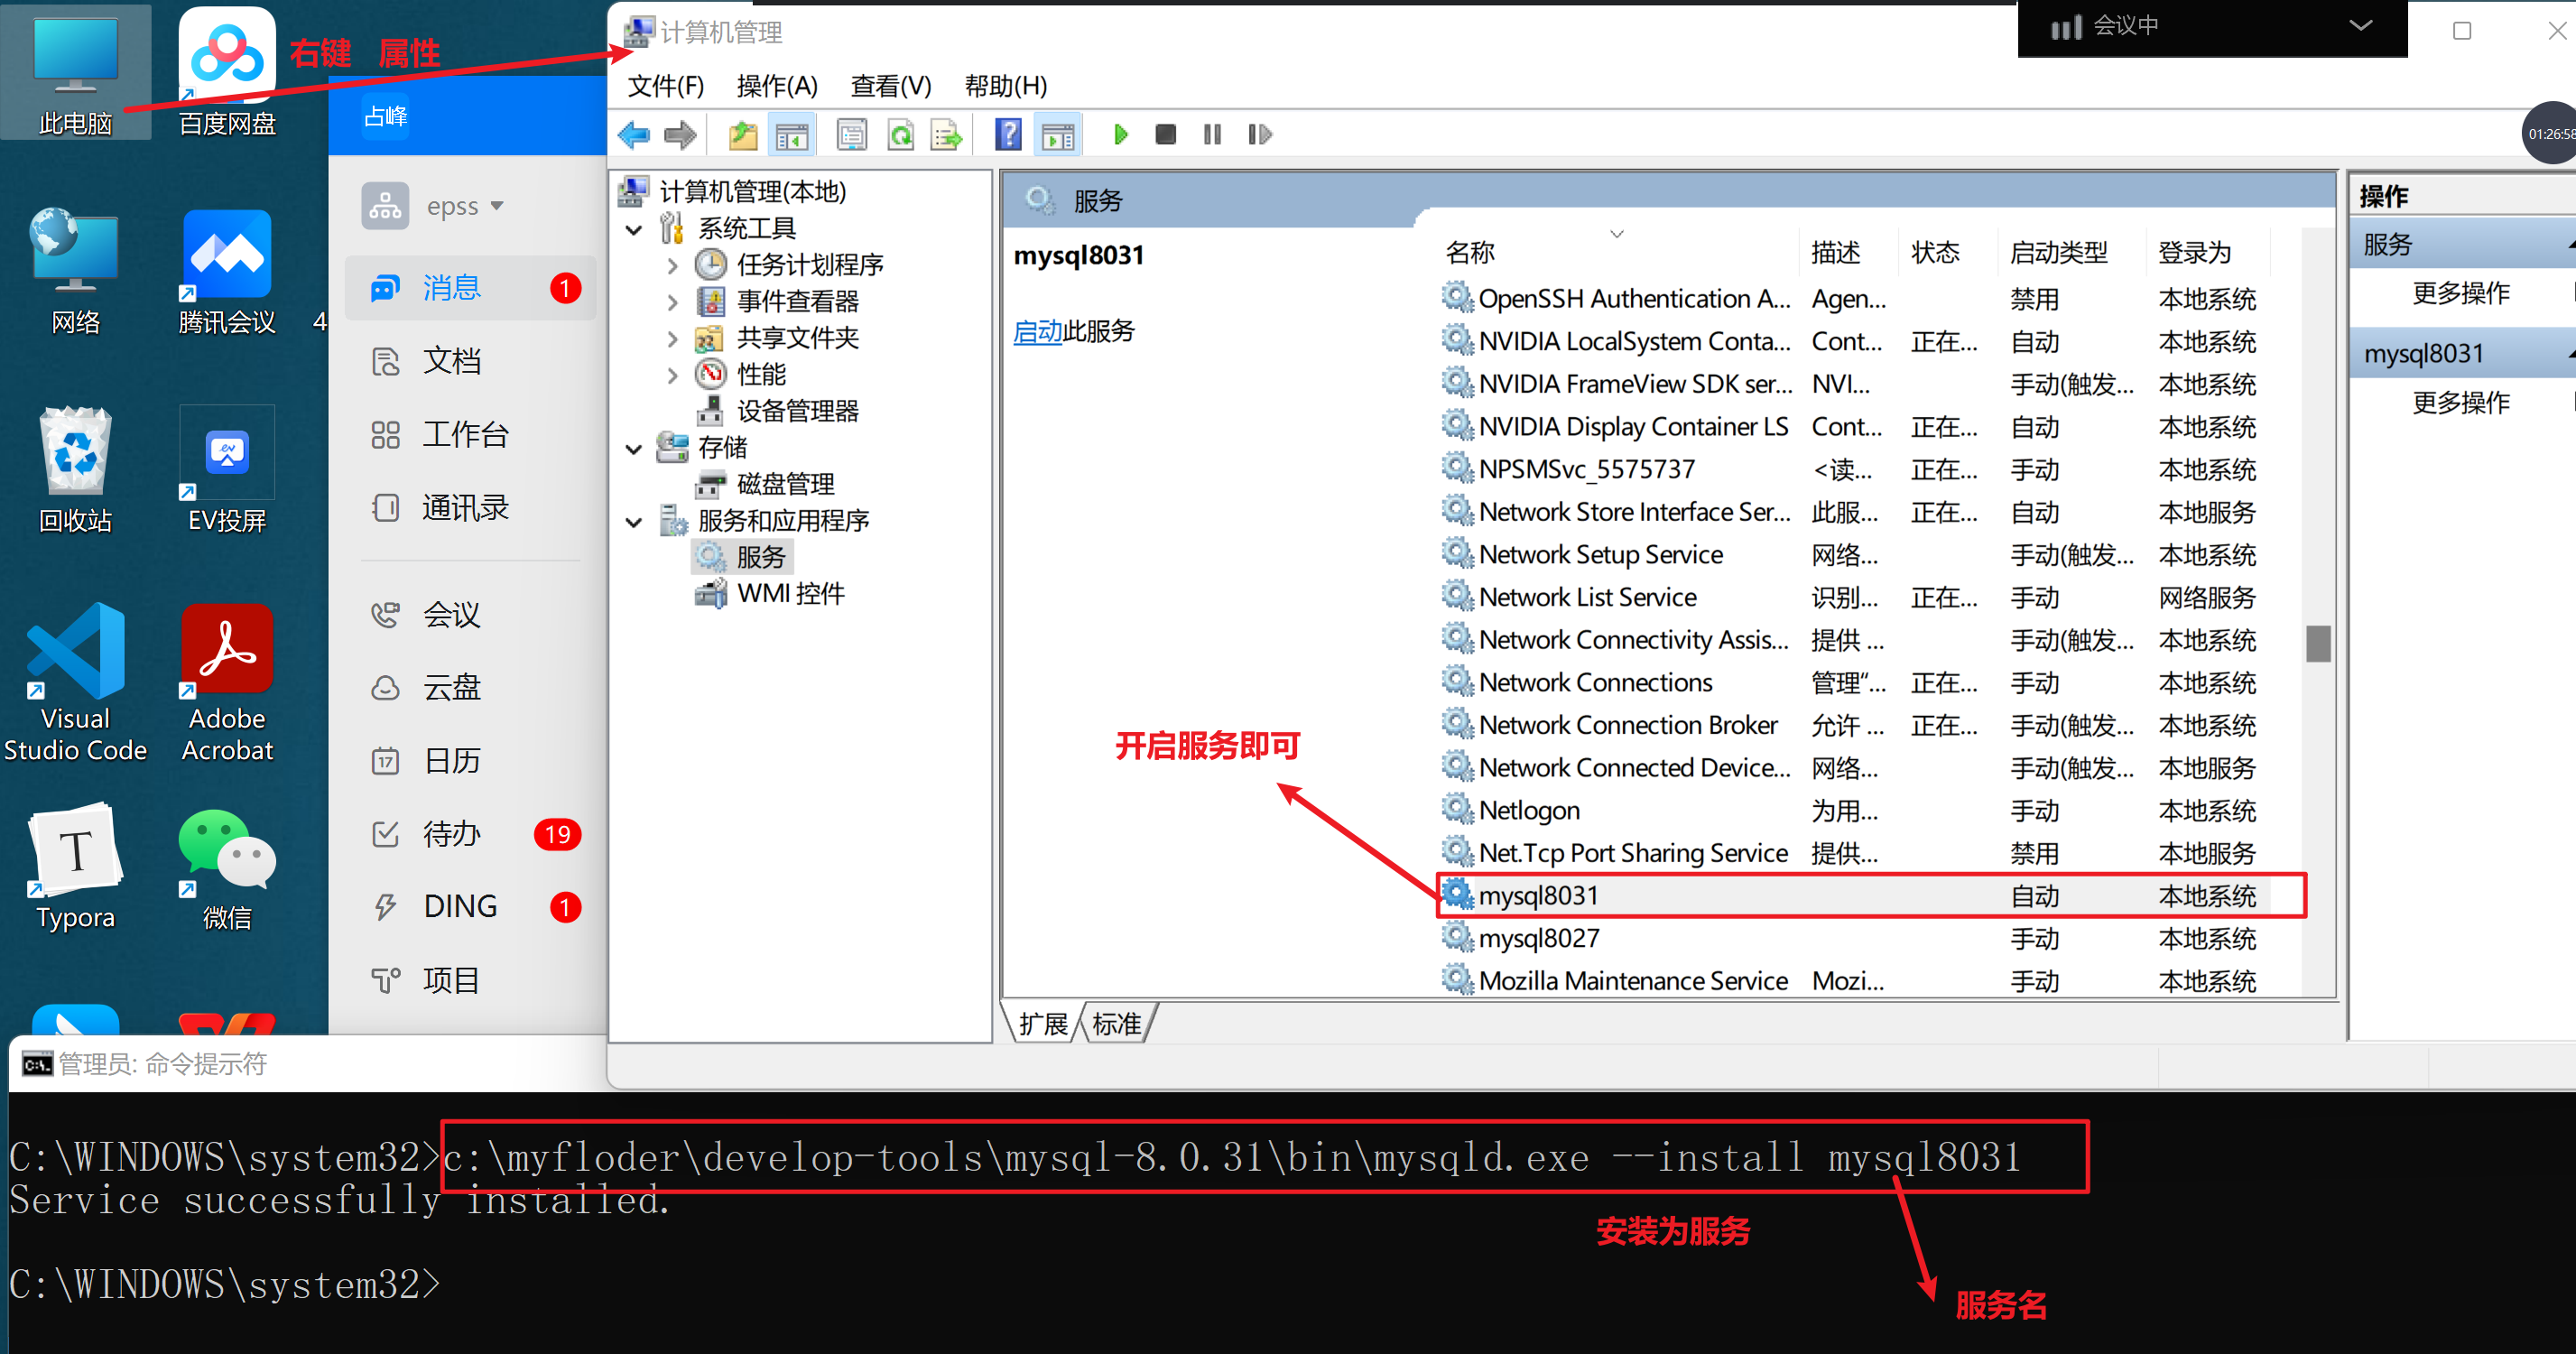 此电脑
百度网盘
右键 属性
网络
腾讯会议
4
回收站
EV投屏
Visual
Studio Code
Adobe
Acrobat
Typora
微信
占峰
epss
消息
1
文档
工作台
通讯录
会议
云盘
17
日历
待办
19
DING
1
项目
计算机管理
会议中
01:26:58
文件(F) 操作(A) 查看(V) 帮助(H)
计算机管理(本地)
系统工具
任务计划程序
事件查看器
共享文件夹
性能
设备管理器
存储
磁盘管理
服务和应用程序
服务
WMI 控件
服务
mysql8031
启动此服务
名称 描述 状态 启动类型 登录为
OpenSSH Authentication A... Agen... 禁用 本地系统
NVIDIA LocalSystem Conta... Cont... 正在... 自动 本地系统
NVIDIA FrameView SDK ser... NVI... 手动(触发... 本地系统
NVIDIA Display Container LS Cont... 正在... 自动 本地系统
NPSMSvc_5575737 <读... 正在... 手动 本地系统
Network Store Interface Ser... 此服... 正在... 自动 本地服务
Network Setup Service 网络... 手动(触发... 本地系统
Network List Service 识别... 正在... 手动 网络服务
Network Connectivity Assis... 提供 ... 手动(触发... 本地系统
Network Connections 管理“... 正在... 手动 本地系统
Network Connection Broker 允许 ... 正在... 手动(触发... 本地系统
Network Connected Device... 网络... 手动(触发... 本地服务
Netlogon 为用... 手动 本地系统
Net.Tcp Port Sharing Service 提供... 禁用 本地服务
mysql8031 自动 本地系统
mysql8027 手动 本地系统
Mozilla Maintenance Service Mozi... 手动 本地系统
开启服务即可
扩展 标准
操作
服务
更多操作
mysql8031
更多操作
管理员: 命令提示符
C:\WINDOWS\system32>c:\myfloder\develop-tools\mysql-8.0.31\bin\mysqld.exe --install mysql8031
Service successfully installed.
安装为服务
C:\WINDOWS\system32>
服务名